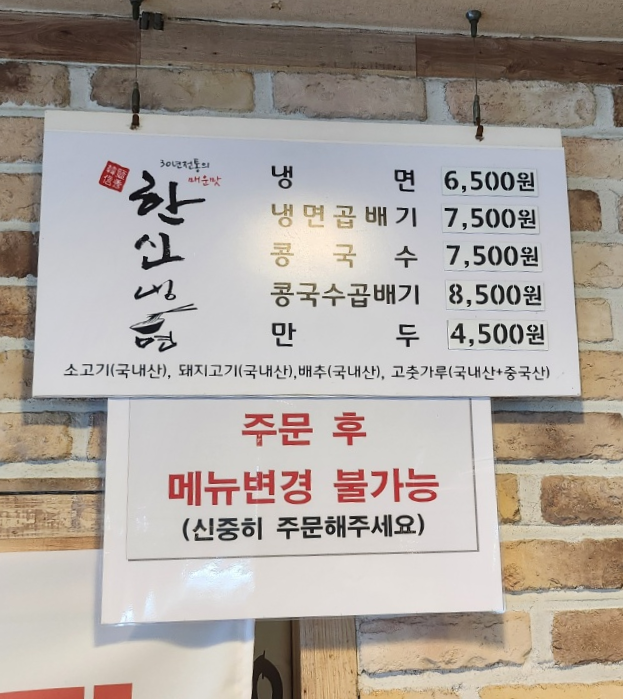 30년전통의
매운맛
한신냉면
냉면 6,500원
냉면곱배기 7,500원
콩국수 7,500원
콩국수곱배기 8,500원
만두 4,500원
소고기(국내산), 돼지고기(국내산),배추(국내산), 고춧가루(국내산+중국산)
주문 후
메뉴변경 불가능
(신중히 주문해주세요)